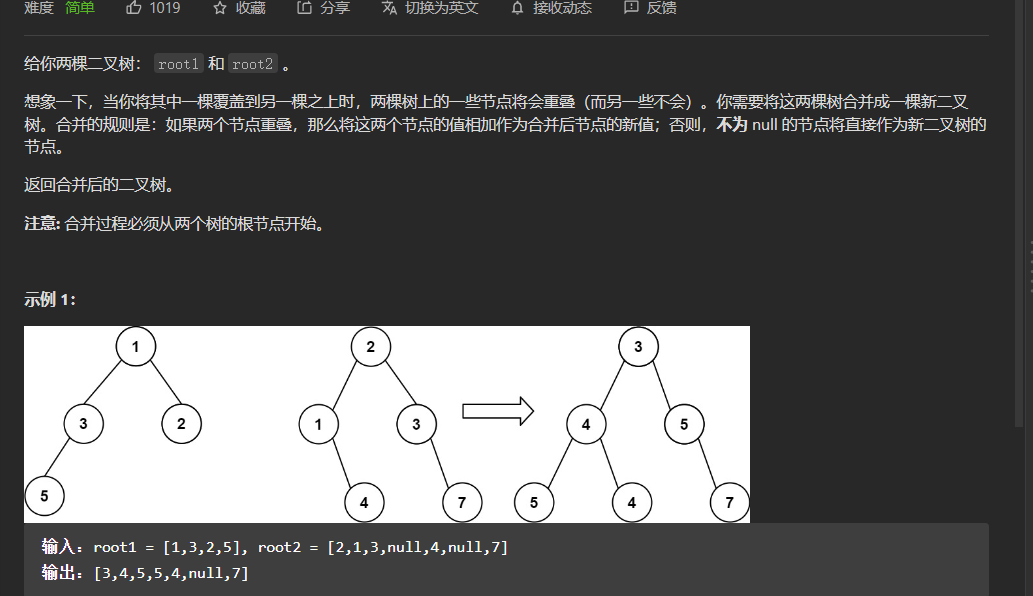 难度 简单 1019 收藏 分享 切换为英文 接收动态 反馈
给你两棵二叉树： root1 和 root2 。
想象一下，当你将其中一棵覆盖到另一棵之上时，两棵树上的一些节点将会重叠（而另一些不会）。你需要将这两棵树合并成一棵新二叉
树。合并的规则是：如果两个节点重叠，那么将这两个节点的值相加作为合并后节点的新值；否则，不为 null 的节点将直接作为新二叉树的
节点。
返回合并后的二叉树。
注意: 合并过程必须从两个树的根节点开始。
示例 1：
1 2 3
3 2 1 3 4 5
5 4 7 5 4 7
输入：root1 = [1,3,2,5], root2 = [2,1,3,null,4,null,7]
输出：[3,4,5,5,4,null,7]